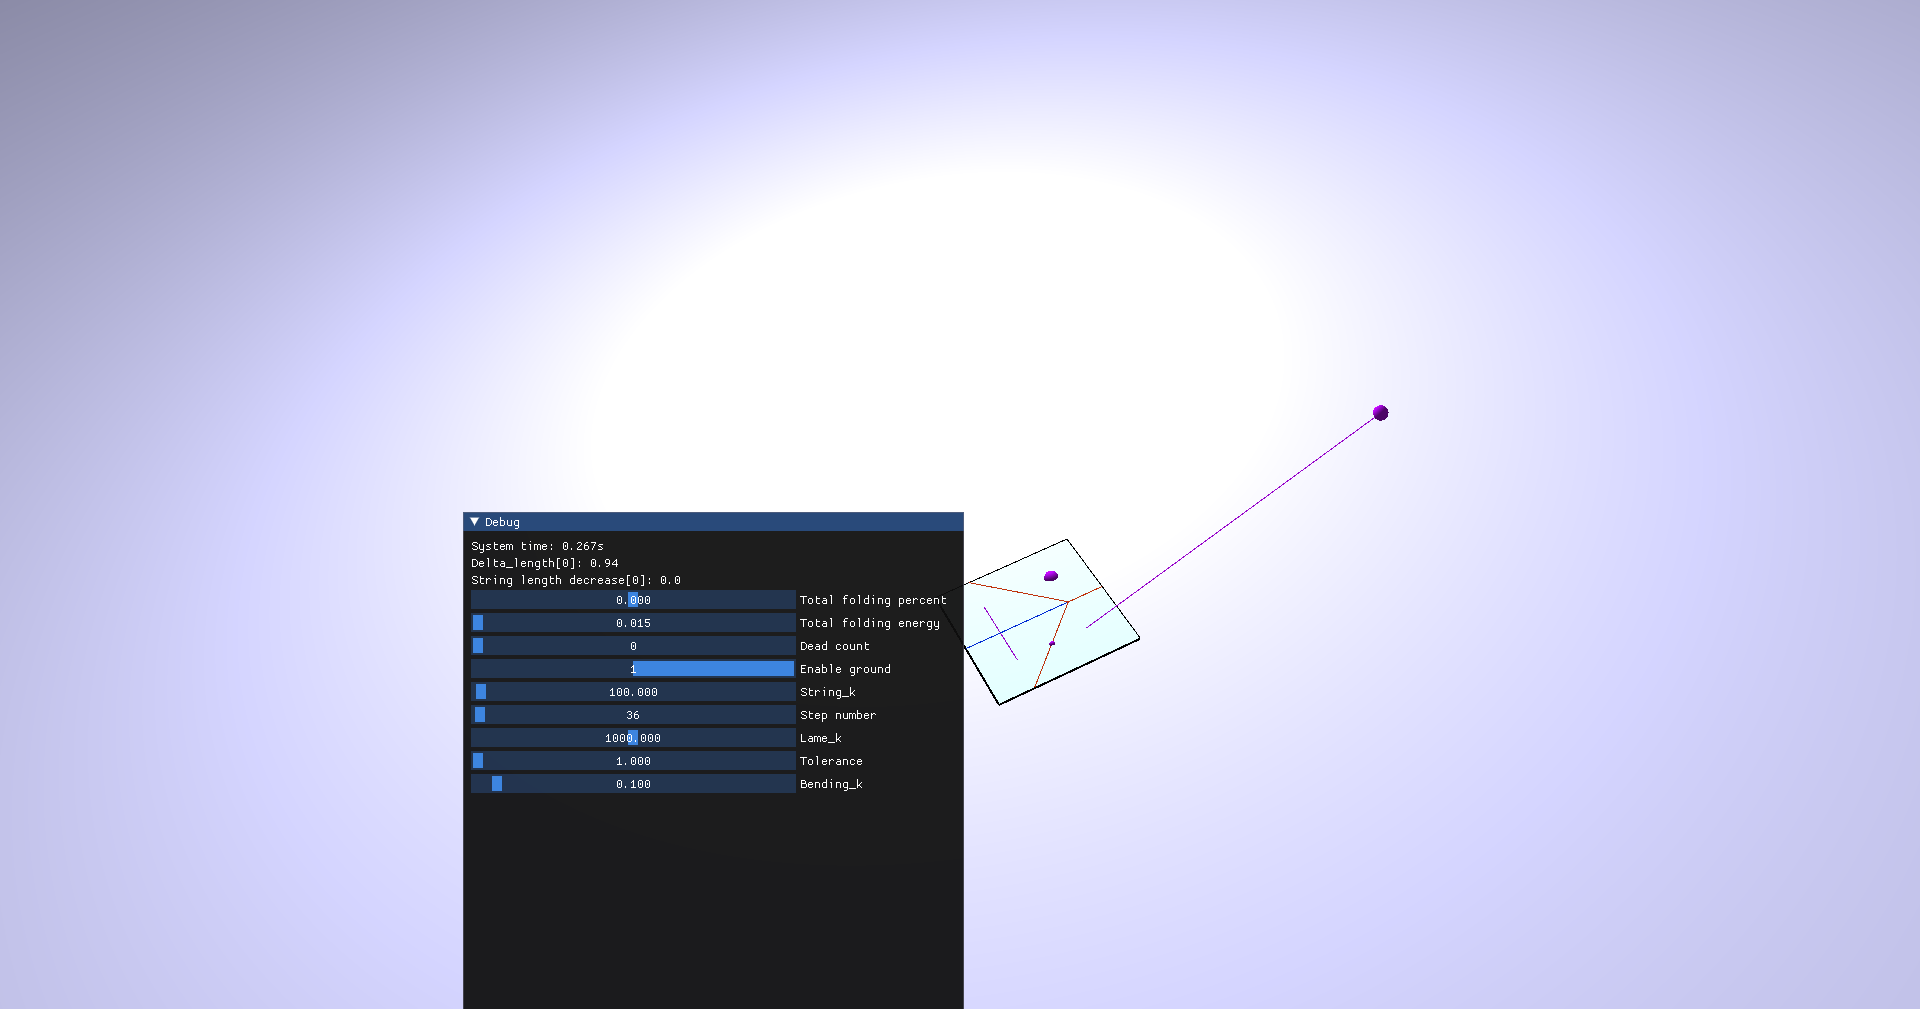 Debug
System time: 0.267s
Delta_length[0]: 0.94
String length decrease[0]: 0.0
0.000 Total folding percent
0.015 Total folding energy
0 Dead count
1 Enable ground
100.000 String_k
36 Step number
1000.000 Lame_k
1.000 Tolerance
0.100 Bending_k